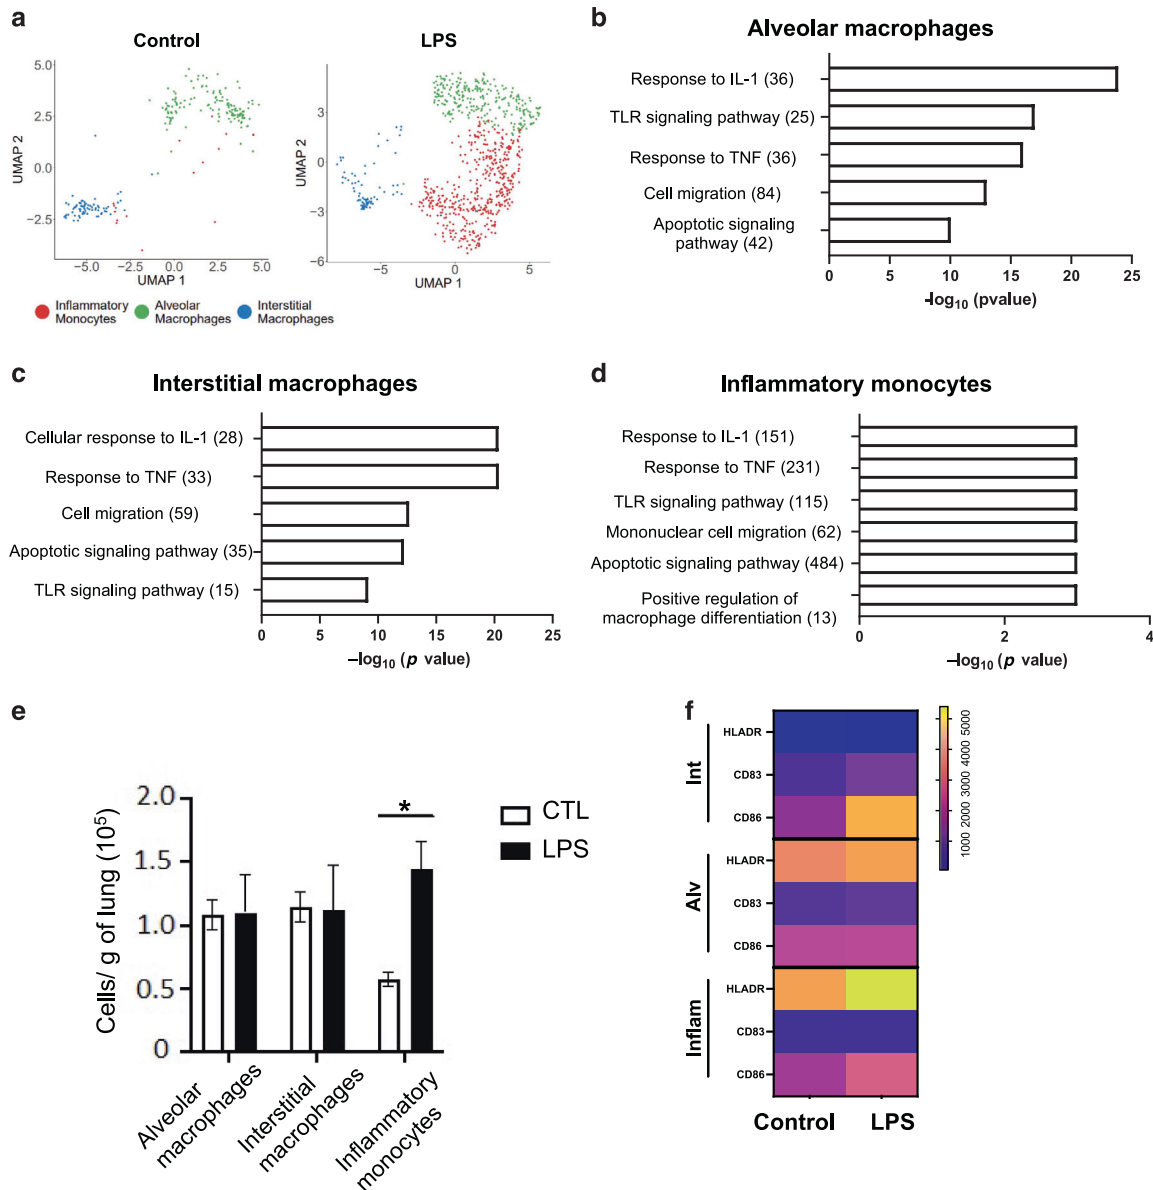 a
Control
LPS
5.0
2.5
0.0
−2.5
UMAP 2
−5.0
−2.5
0.0
2.5
5.0
UMAP 1
3
0
−3
−6
UMAP 2
−5
0
5
UMAP 1
Inflammatory
Monocytes
Alveolar
Macrophages
Interstitial
Macrophages
b
Alveolar macrophages
Response to IL-1 (36)
TLR signaling pathway (25)
Response to TNF (36)
Cell migration (84)
Apoptotic signaling
pathway (42)
0
5
10
15
20
25
-log10 (pvalue)
c
Interstitial macrophages
Cellular response to IL-1 (28)
Response to TNF (33)
Cell migration (59)
Apoptotic signaling pathway (35)
TLR signaling pathway (15)
0
5
10
15
20
25
−log10 (p value)
d
Inflammatory monocytes
Response to IL-1 (151)
Response to TNF (231)
TLR signaling pathway (115)
Mononuclear cell migration (62)
Apoptotic signaling pathway (484)
Positive regulation of
macrophage differentiation (13)
0
2
4
−log10 (p value)
e
2.0
1.5
1.0
0.5
0
Cells/ g of lung (10⁵)
*
CTL
LPS
Alveolar
macrophages
Interstitial
macrophages
Inflammatory
monocytes
f
Int
HLADR
CD83
CD86
Alv
HLADR
CD83
CD86
Inflam
HLADR
CD83
CD86
Control
LPS
5000
4000
3000
2000
1000